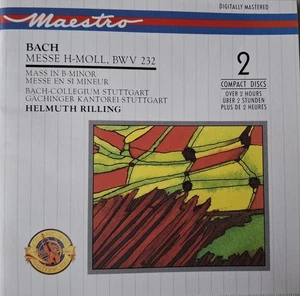 DIGITALLY MASTERED
Maestro
BACH
MESSE H-MOLL, BWV 232
MASS IN B-MINOR
MESSE EN SI MINEUR
BACH-COLLEGIUM STUTTGART
GÄCHINGER KANTOREI STUTTGART
HELMUTH RILLING
2
COMPACT DISCS
OVER 2 HOURS
ÜBER 2 STUNDEN
PLUS DE 2 HEURES